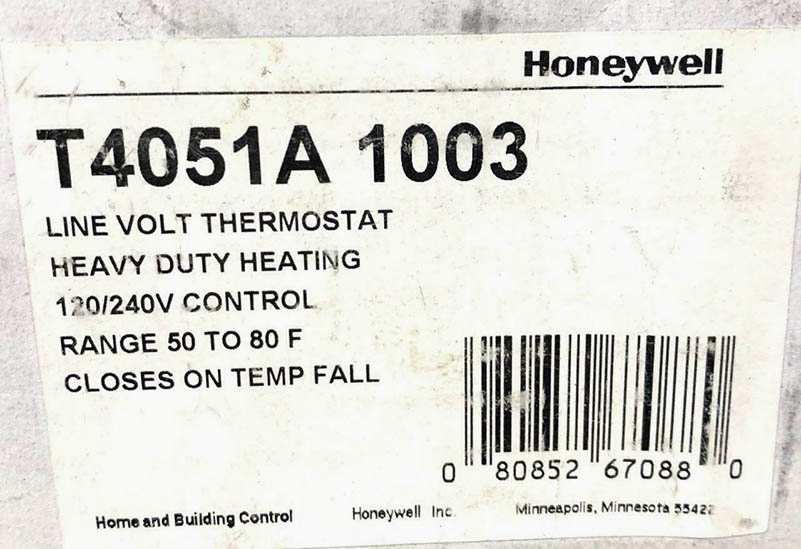 Honeywell
T4051A 1003
LINE VOLT THERMOSTAT
HEAVY DUTY HEATING
120/240V CONTROL
RANGE 50 TO 80 F
CLOSES ON TEMP FALL
0 80852 67088 0
Home and Building Control Honeywell Inc. Minneapolis, Minnesota 55422